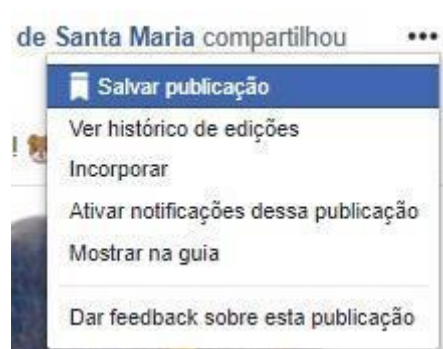 de Santa Maria compartilhou
Salvar publicação
Ver histórico de edições
!
Incorporar
Ativar notificações dessa publicação
Mostrar na guia
Dar feedback sobre esta publicação